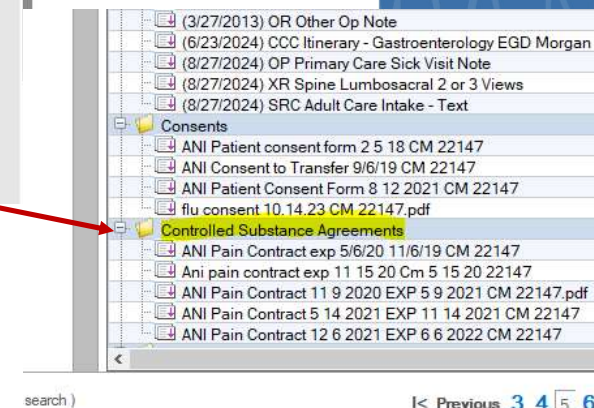 (3/27/2013) OR Other Op Note
(6/23/2024) CCC Itinerary - Gastroenterology EGD Morgan
(8/27/2024) OP Primary Care Sick Visit Note
(8/27/2024) XR Spine Lumbosacral 2 or 3 Views
(8/27/2024) SRC Adult Care Intake - Text
Consents
ANI Patient consent form 2 5 18 CM 22147
ANI Consent to Transfer 9/6/19 CM 22147
ANI Patient Consent Form 8 12 2021 CM 22147
flu consent 10.14.23 CM 22147.pdf
Controlled Substance Agreements
ANI Pain Contract exp 5/6/20 11/6/19 CM 22147
Ani pain contract exp 11 15 20 Cm 5 15 20 22147
ANI Pain Contract 11 9 2020 EXP 5 9 2021 CM 22147.pdf
ANI Pain Contract 5 14 2021 EXP 11 14 2021 CM 22147
ANI Pain Contract 12 6 2021 EXP 6 6 2022 CM 22147
search ) |< Previous 3 4 5 6